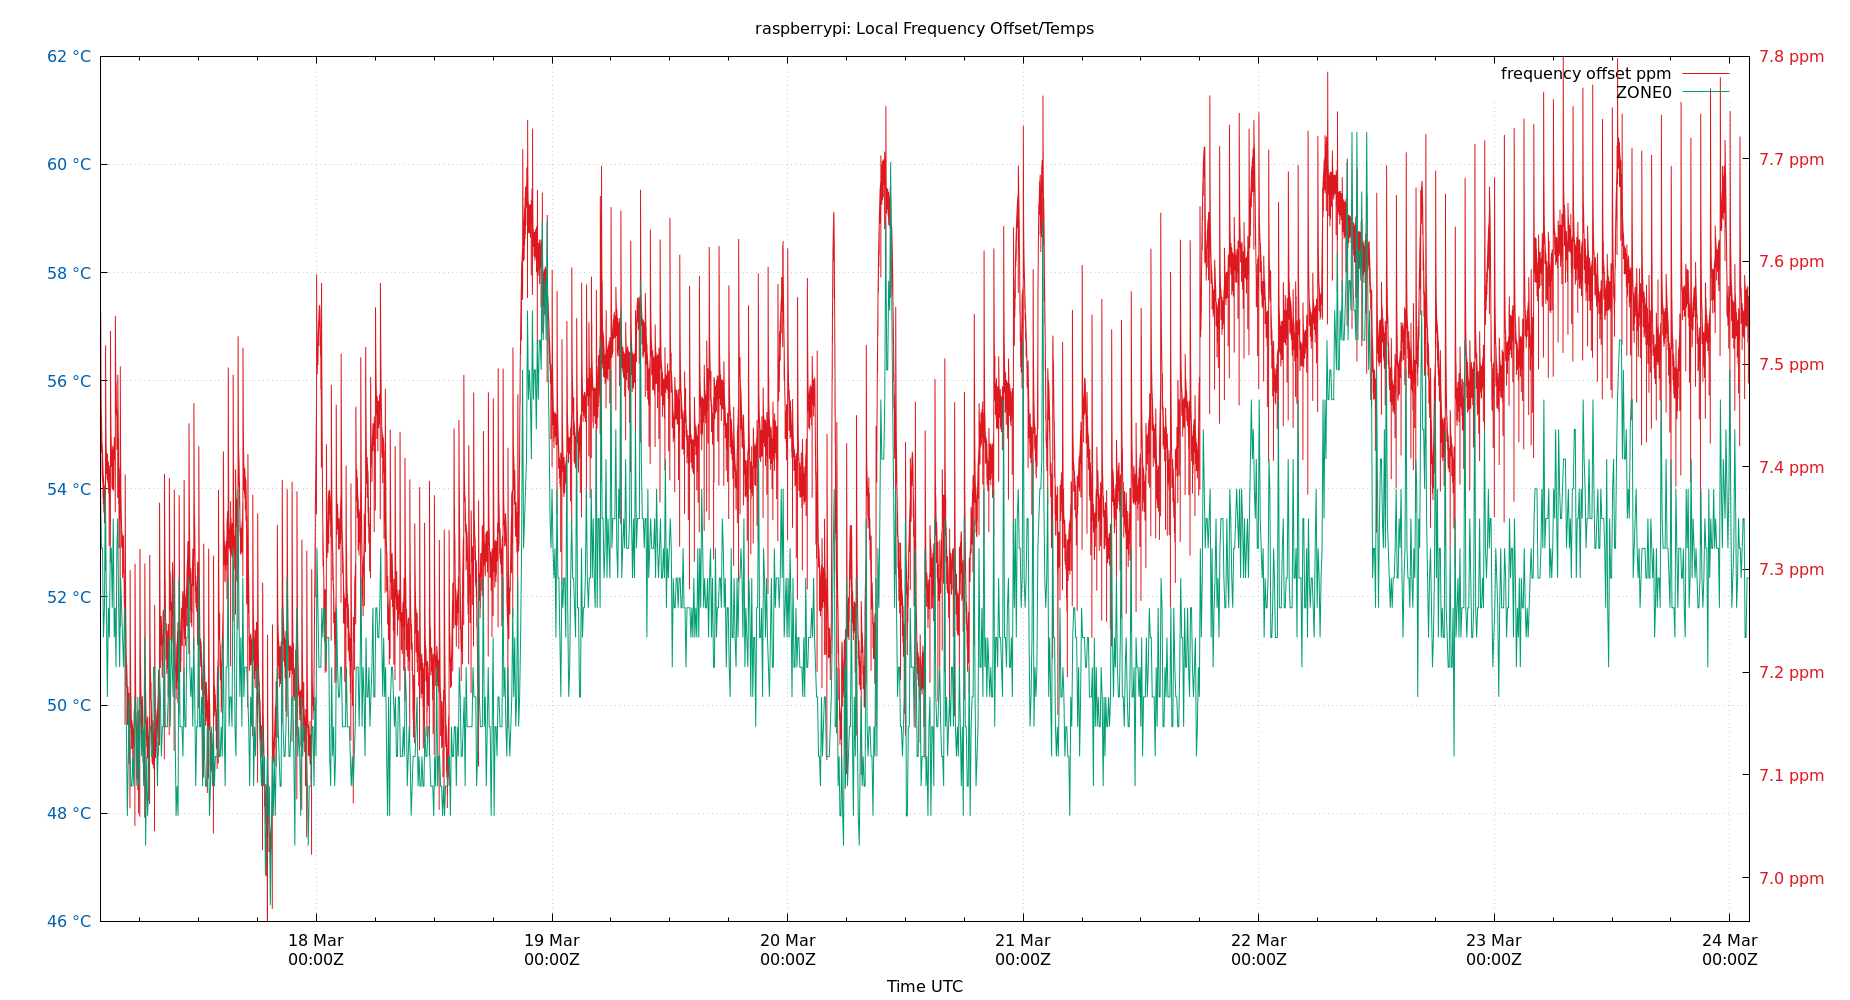 raspberrypi: Local Frequency Offset/Temps
62 °C
60 °C
58 °C
56 °C
54 °C
52 °C
50 °C
48 °C
46 °C
7.8 ppm
7.7 ppm
7.6 ppm
7.5 ppm
7.4 ppm
7.3 ppm
7.2 ppm
7.1 ppm
7.0 ppm
frequency offset ppm
ZONE0
18 Mar
00:00Z
19 Mar
00:00Z
20 Mar
00:00Z
21 Mar
00:00Z
22 Mar
00:00Z
23 Mar
00:00Z
24 Mar
00:00Z
Time UTC